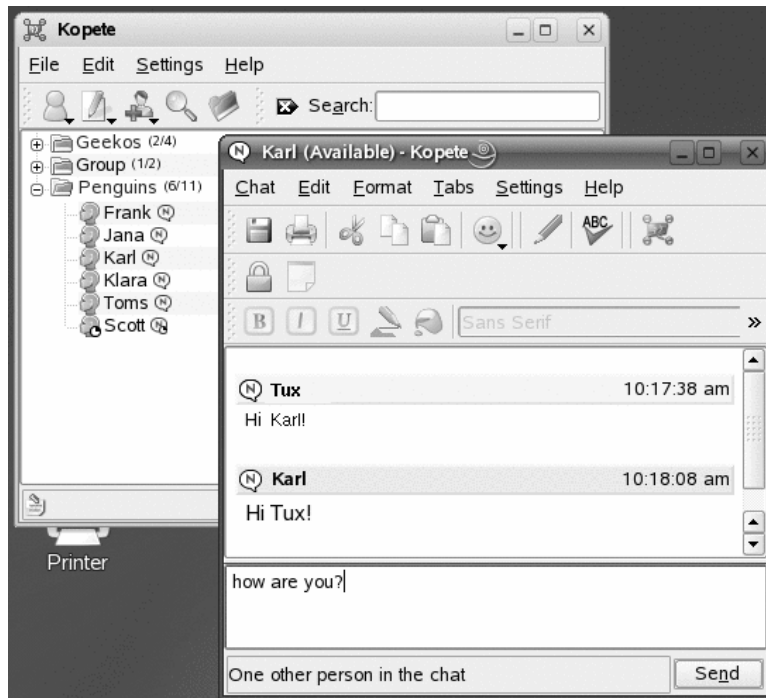 Kopete
File Edit Settings Help
Search:
Geekos (2/4)
Group (1/2)
Penguins (6/11)
Frank N
Jana N
Karl N
Klara N
Toms N
Scott N
Printer
N Karl (Available) - Kopete
Chat Edit Format Tabs Settings Help
ABC
B I U Sans Serif »
N Tux 10:17:38 am
Hi Karl!
N Karl 10:18:08 am
Hi Tux!
how are you?
One other person in the chat Send